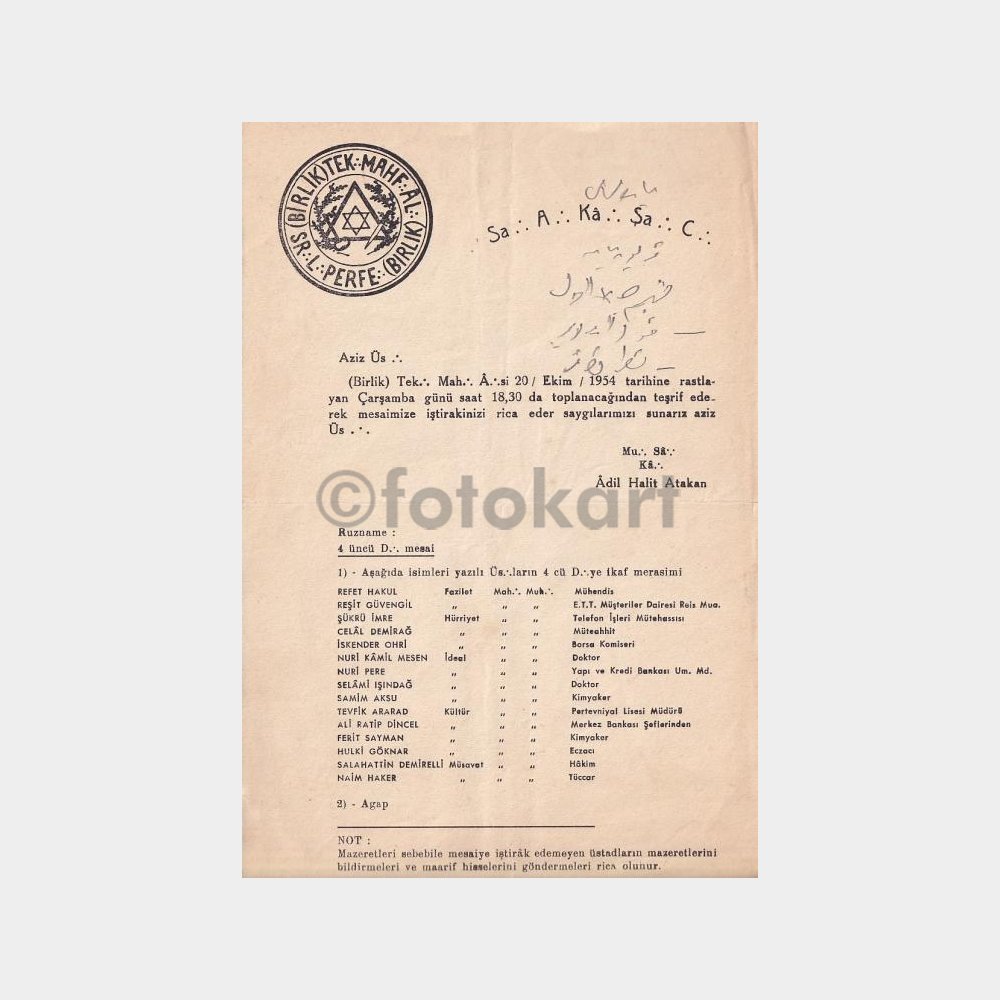 (BİRLİK) TEK∴ MAHF∴ AL∴ (BİRLİK)
SR∴ L∴ PERFE∴
Sa∴ A∴ Kâ∴ Şa∴ C∴
Aziz Üs ∴
(Birlik) Tek∴ Mah∴ Â∴si 20/ Ekim / 1954 tarihine rastla-
yan Çarşamba günü saat 18,30 da toplanacağından teşrif ede-
rek mesaimize iştirakinizi rica eder saygılarımızı sunarız aziz
Üs ∴
Mu∴ Sâ∴
Kâ∴
Âdil Halit Atakan
©fotokart
Ruzname :
4 üncü D∴ mesai
1) - Aşağıda isimleri yazılı Üs∴ların 4 cü D∴ye ikaf merasimi
REFET HAKUL Fazilet Mah∴ Muh∴ Mühendis
REŞİT GÜVENGİL " " " E.T.T. Müşteriler Dairesi Reis Mua.
ŞÜKRÜ İMRE Hürriyet " " Telefon İşleri Mütehassısı
CELÂL DEMİRAĞ " " " Müteahhit
İSKENDER OHRİ " " " Borsa Komiseri
NURİ KÂMİL MESEN İdeal " " Doktor
NURİ PERE " " " Yapı ve Kredi Bankası Um. Md.
SELÂMİ IŞINDAĞ " " " Doktor
SAMİM AKSU " " " Kimyaker
TEVFİK ARARAD Kültür " " Pertevniyal Lisesi Müdürü
ALİ RATİP DİNCEL " " " Merkez Bankası Şeflerinden
FERİT SAYMAN " " " Kimyaker
HULKİ GÖKNAR " " " Eczacı
SALAHATTİN DEMİRELLİ Müsavat " " Hâkim
NAİM HAKER " " " Tüccar
2) - Agap
NOT :
Mazeretleri sebebile mesaiye iştirâk edemeyen üstadların mazeretlerini
bildirmeleri ve maarif hisselerini göndermeleri rica olunur.